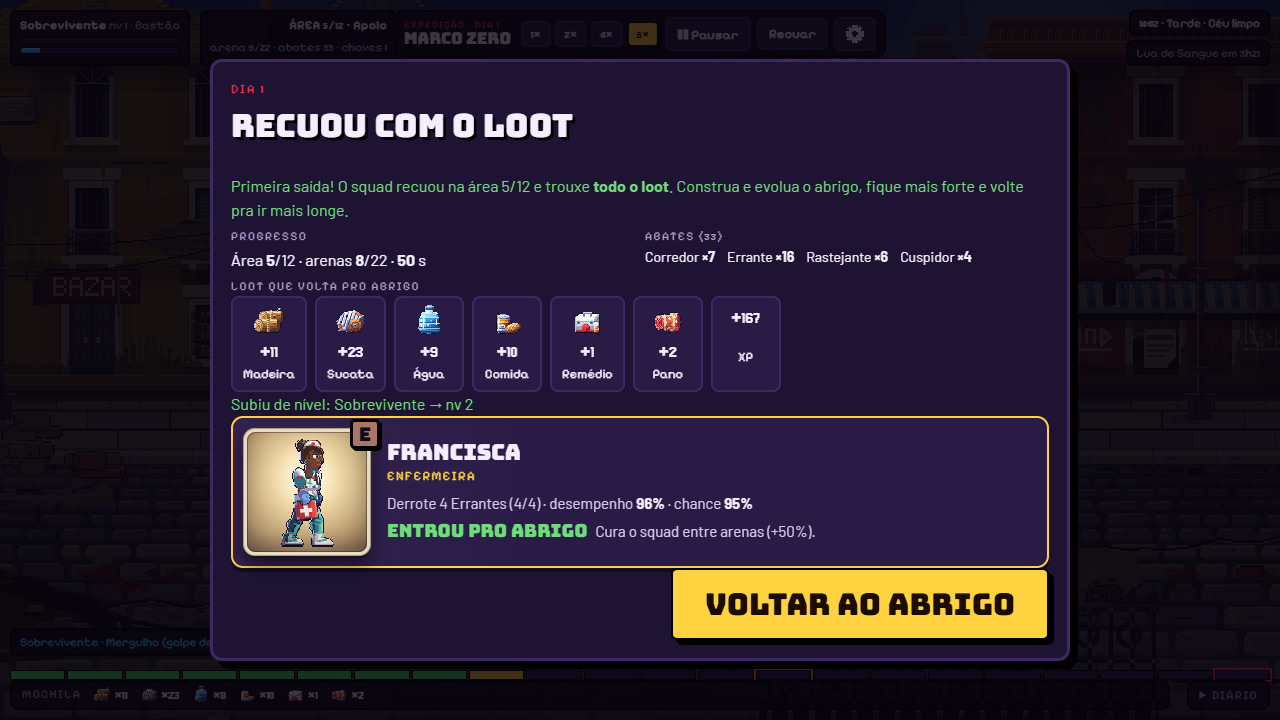 Sobrevivente nv 1 · Bastão
ÁREA 5/12 · Apolo
arena 9/22 · abates 33 · chaves 1
EXPEDIÇÃO DIA 1
MARCO ZERO
1×
2×
4×
8×
Pausar
Recuar
Tarde · Céu limpo
Lua de Sangue em 3h21
DIA 1
RECUOU COM O LOOT
Primeira saída! O squad recuou na área 5/12 e trouxe todo o loot. Construa e evolua o abrigo, fique mais forte e volte
pra ir mais longe.
PROGRESSO
Área 5/12 · arenas 8/22 · 50 s
ABATES (33)
Corredor ×7 Errante ×16 Rastejante ×6 Cuspidor ×4
LOOT QUE VOLTA PRO ABRIGO
+11
Madeira
+23
Sucata
+9
Água
+10
Comida
+1
Remédio
+2
Pano
+167
XP
Subiu de nível: Sobrevivente → nv 2
E
FRANCISCA
ENFERMEIRA
Derrote 4 Errantes (4/4) · desempenho 96% · chance 95%
ENTROU PRO ABRIGO Cura o squad entre arenas (+50%).
VOLTAR AO ABRIGO
BAZAR
Sobrevivente · Mergulho (golpe de
MOCHILA ×11 ×23 ×9 ×10 ×1 ×2
▶ DIÁRIO